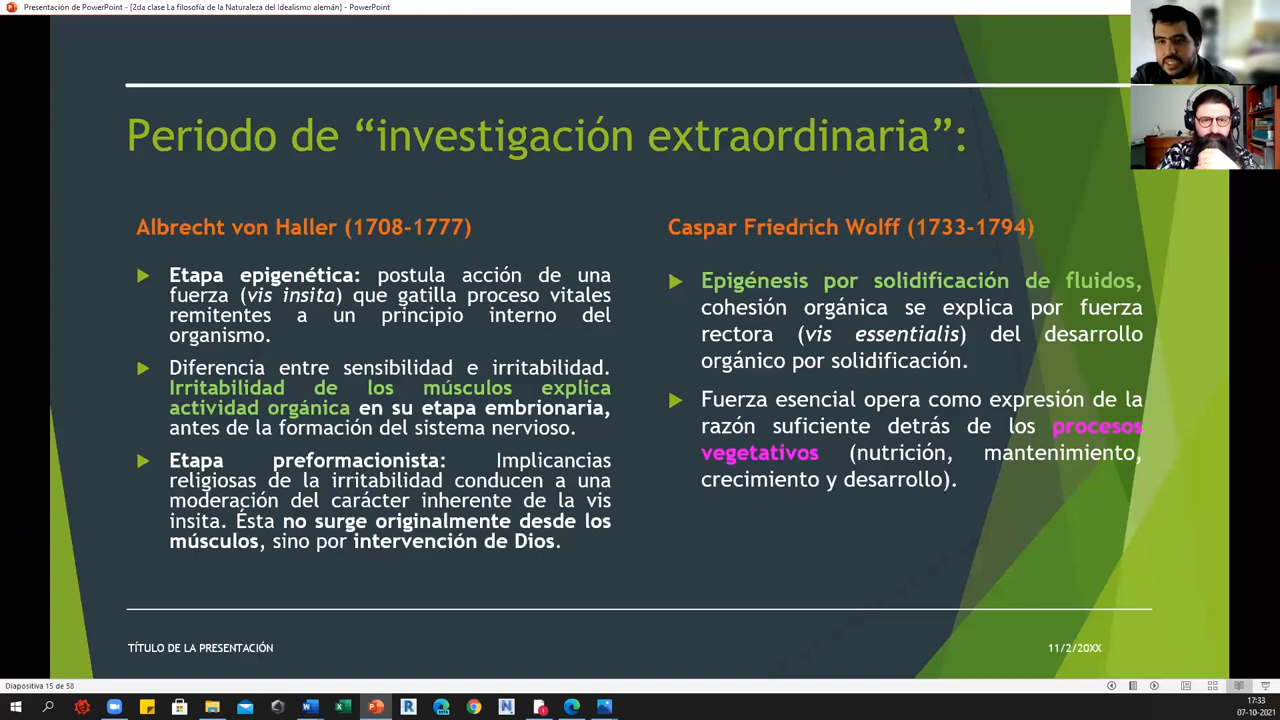 Presentación de PowerPoint - [2da clase La filosofía de la Naturaleza del Idealismo alemán] - PowerPoint
Periodo de “investigación extraordinaria”:
Albrecht von Haller (1708-1777)
Etapa epigenética: postula acción de una
fuerza (vis insita) que gatilla proceso vitales
remitentes a un principio interno del
organismo.
Diferencia entre sensibilidad e irritabilidad.
Irritabilidad de los músculos explica
actividad orgánica en su etapa embrionaria,
antes de la formación del sistema nervioso.
Etapa preformacionista: Implicancias
religiosas de la irritabilidad conducen a una
moderación del carácter inherente de la vis
insita. Ésta no surge originalmente desde los
músculos, sino por intervención de Dios.
Caspar Friedrich Wolff (1733-1794)
Epigénesis por solidificación de fluidos,
cohesión orgánica se explica por fuerza
rectora (vis essentialis) del desarrollo
orgánico por solidificación.
Fuerza esencial opera como expresión de la
razón suficiente detrás de los procesos
vegetativos (nutrición, mantenimiento,
crecimiento y desarrollo).
TÍTULO DE LA PRESENTACIÓN
11/2/20XX
Diapositiva 15 de 58
17:33
07-10-2021